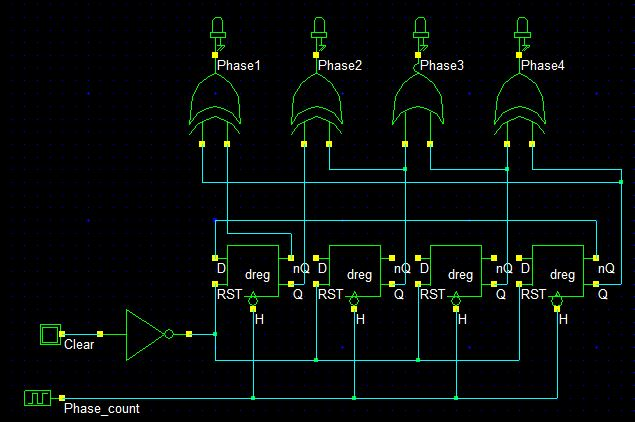 Phase1 Phase2 Phase3 Phase4
D nQ D nQ D nQ D nQ
dreg dreg dreg dreg
RST Q RST Q RST Q RST Q
H H H H
Clear
Phase_count